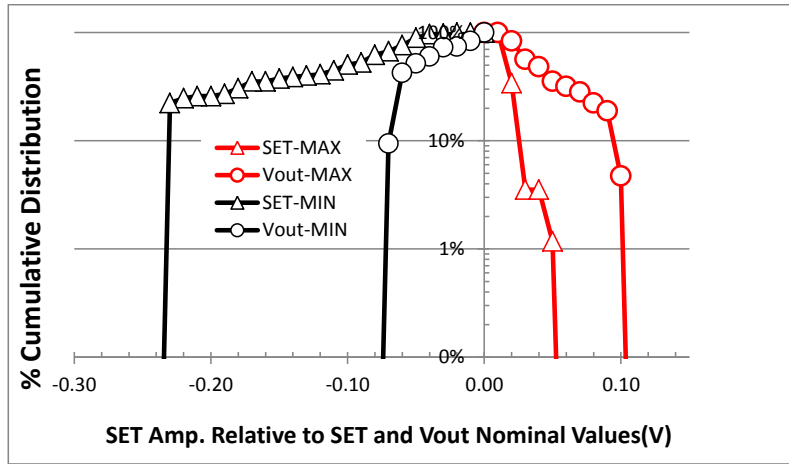 % Cumulative Distribution
100%
10%
1%
0%
SET-MAX
Vout-MAX
SET-MIN
Vout-MIN
-0.30
-0.20
-0.10
0.00
0.10
SET Amp. Relative to SET and Vout Nominal Values(V)